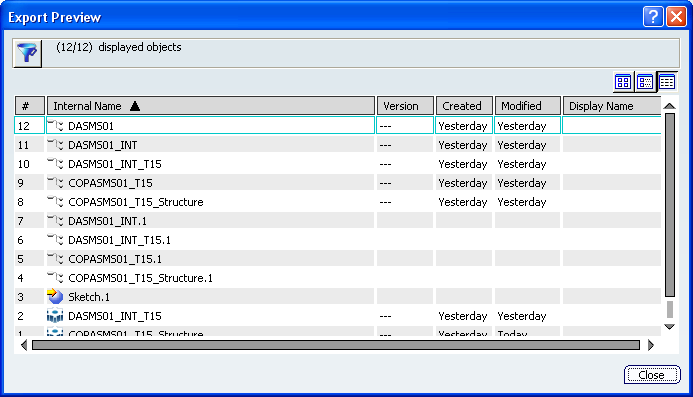 Export Preview
(12/12) displayed objects
# Internal Name Version Created Modified Display Name
12 DASMS01 --- Yesterday Yesterday
11 DASMS01_INT --- Yesterday Yesterday
10 DASMS01_INT_T15 --- Yesterday Yesterday
9 COPASMS01_T15 --- Yesterday Yesterday
8 COPASMS01_T15_Structure --- Yesterday Yesterday
7 DASMS01_INT.1
6 DASMS01_INT_T15.1
5 COPASMS01_T15.1
4 COPASMS01_T15_Structure.1
3 Sketch.1
2 DASMS01_INT_T15 --- Yesterday Yesterday
1 COPASMS01_T15_Structure --- Yesterday Today
Close